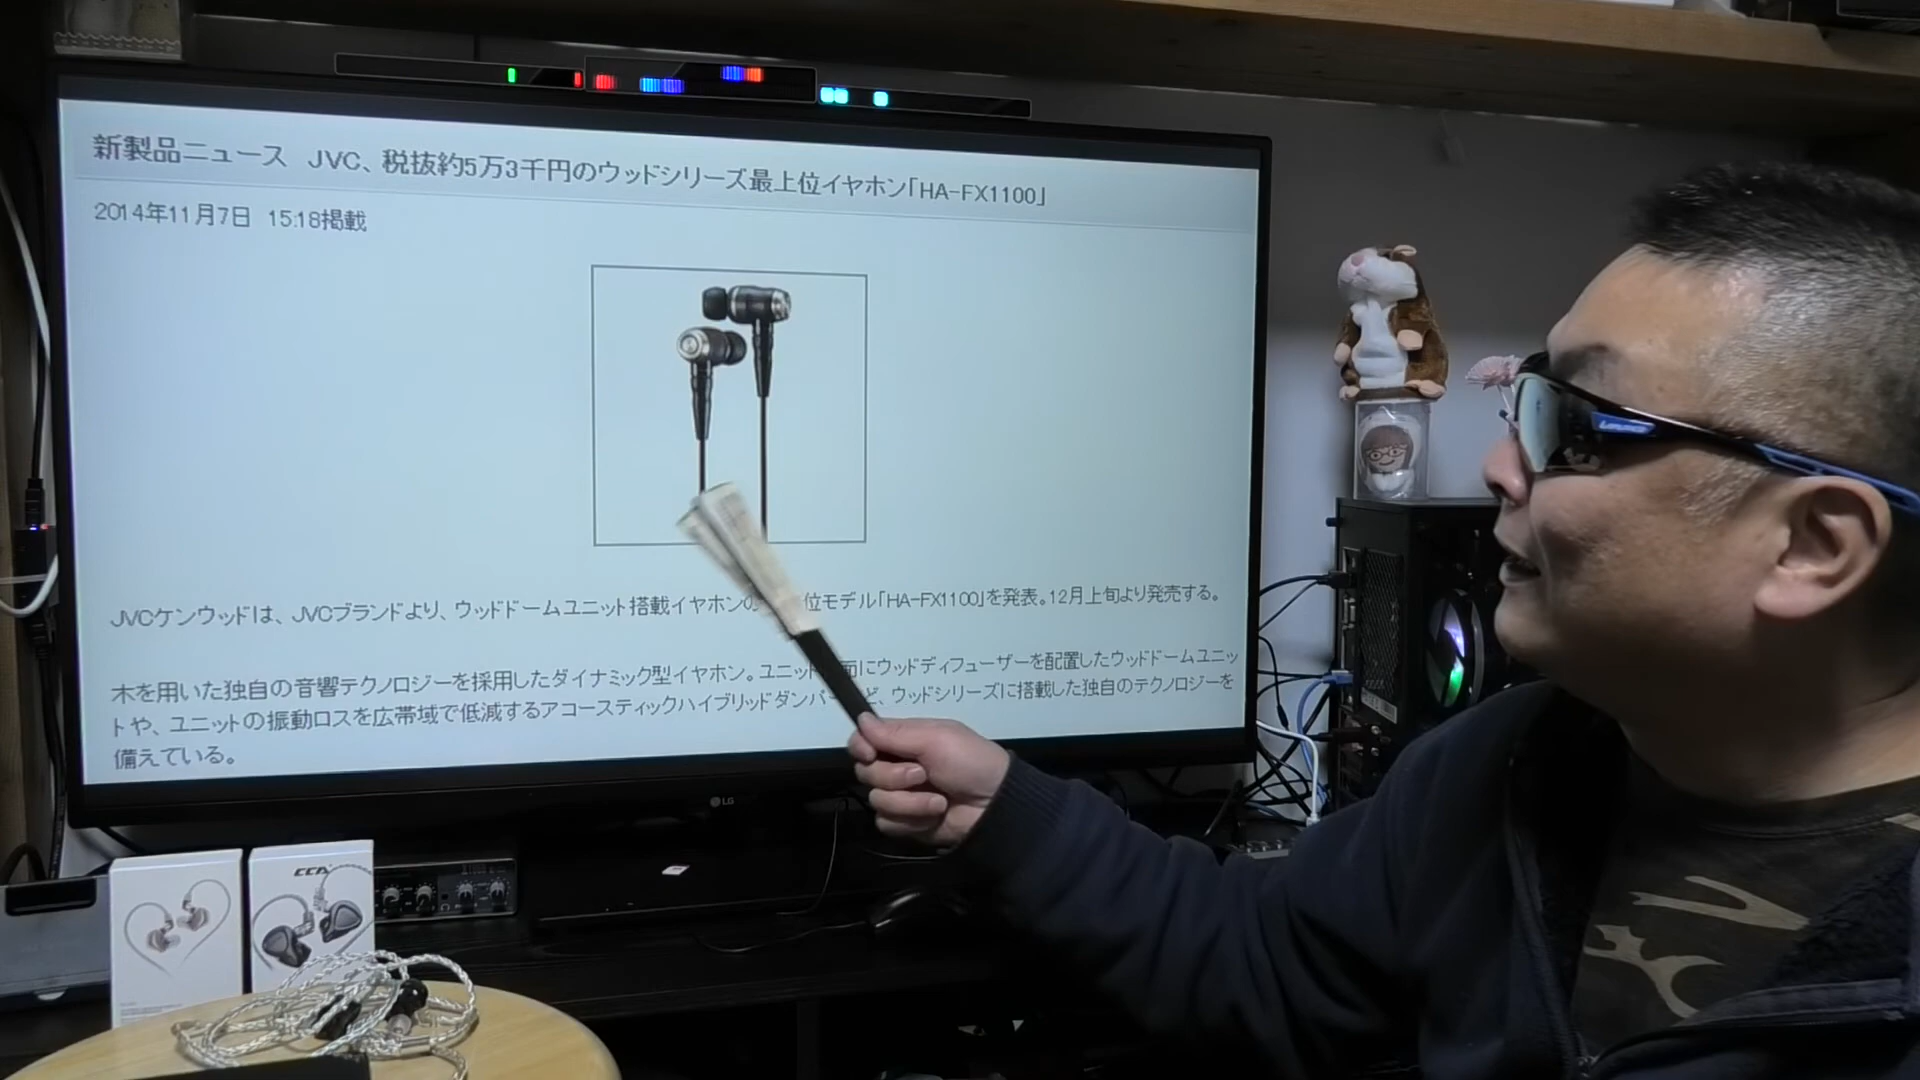 新製品ニュース JVC、税抜約5万3千円のウッドシリーズ最上位イヤホン｢HA-FX1100｣
2014年11月7日 15:18掲載
JVCケンウッドは、JVCブランドより、ウッドドームユニット搭載イヤホンの 位モデル｢HA-FX1100｣を発表。12月上旬より発売する。
木を用いた独自の音響テクノロジーを採用したダイナミック型イヤホン。ユニット 面にウッドディフューザーを配置したウッドドームユニッ
トや、ユニットの振動ロスを広帯域で低減するアコースティックハイブリッドダンパー ど、ウッドシリーズに搭載した独自のテクノロジーを
備えている。
LG
CCA